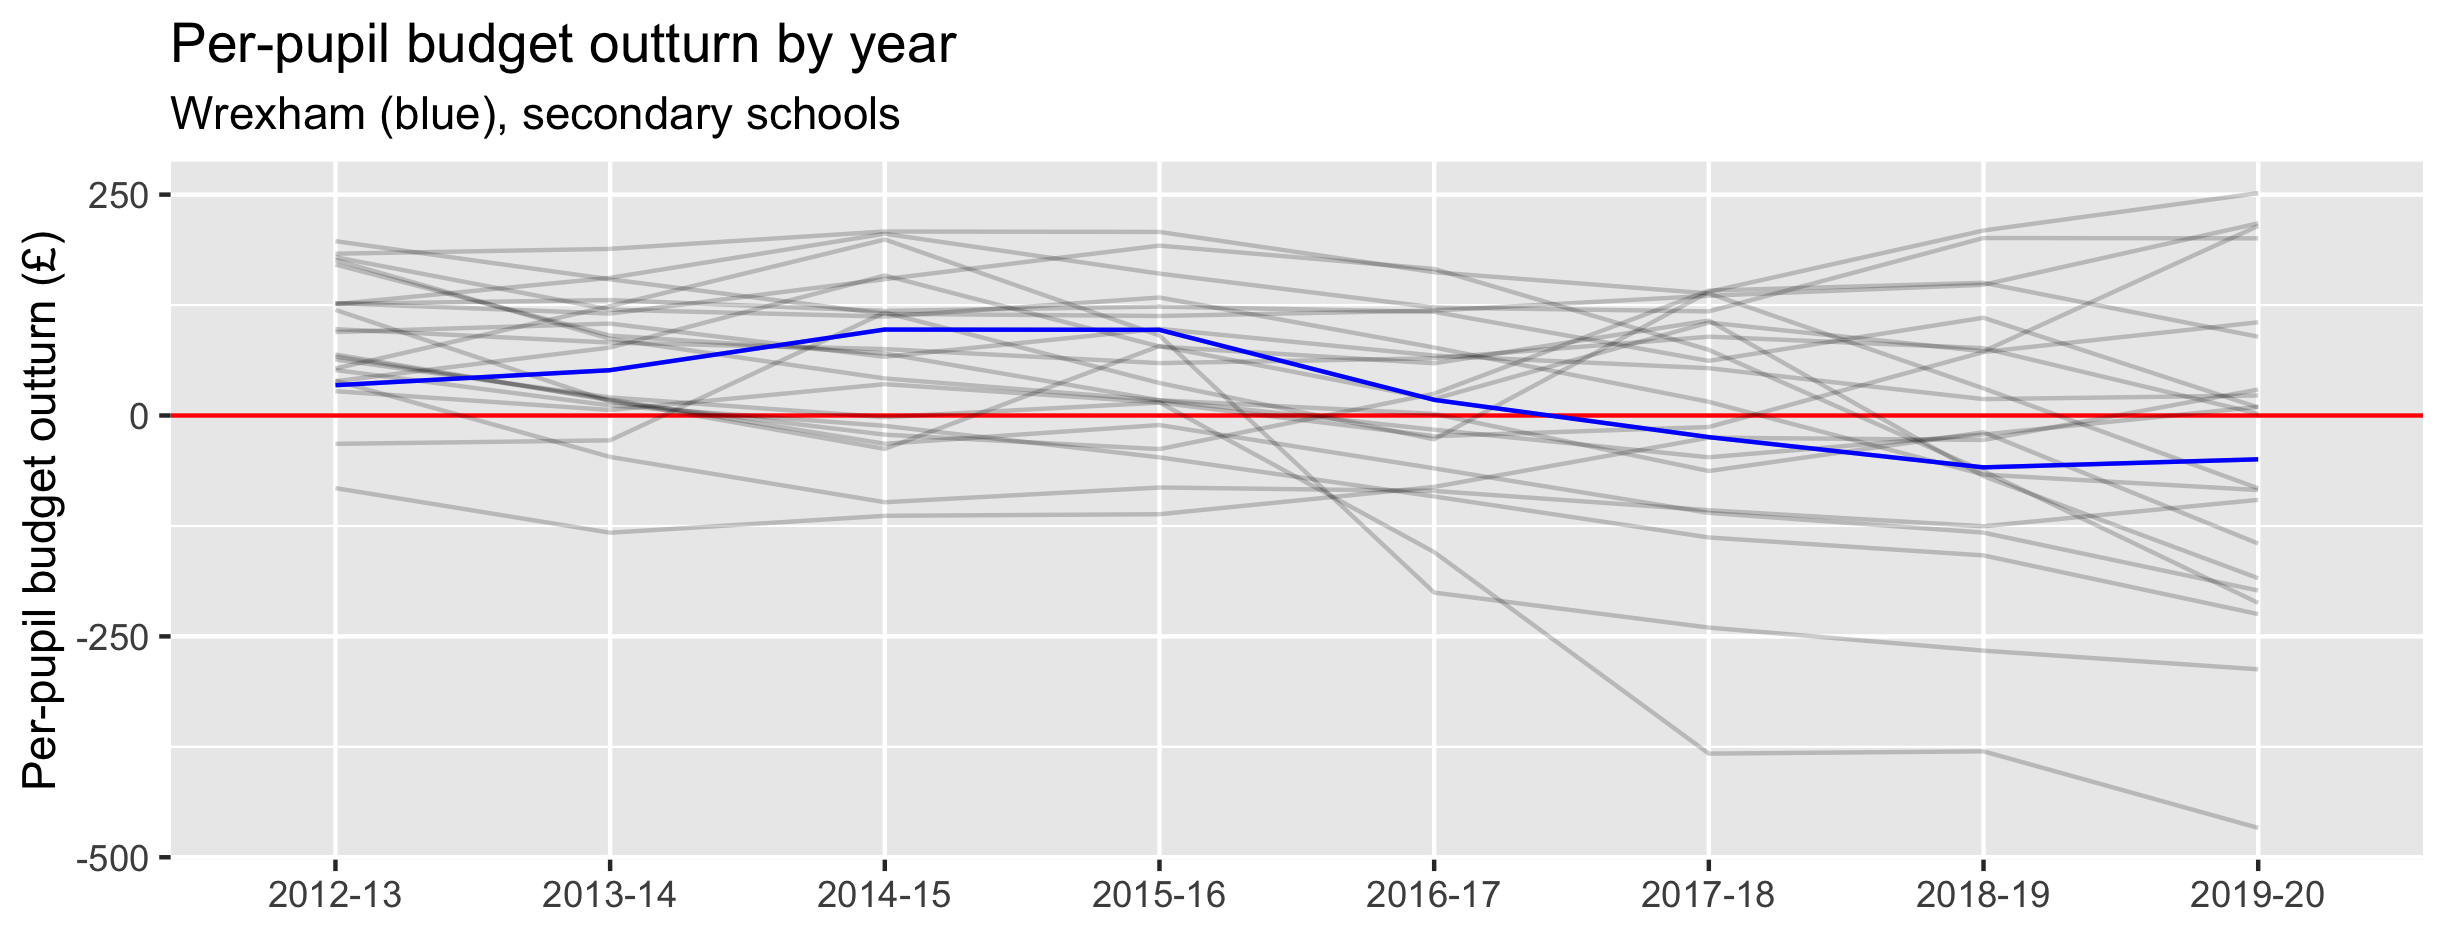 Per-pupil budget outturn by year
Wrexham (blue), secondary schools
Per-pupil budget outturn (£)
250
0
-250
-500
2012-13 2013-14 2014-15 2015-16 2016-17 2017-18 2018-19 2019-20